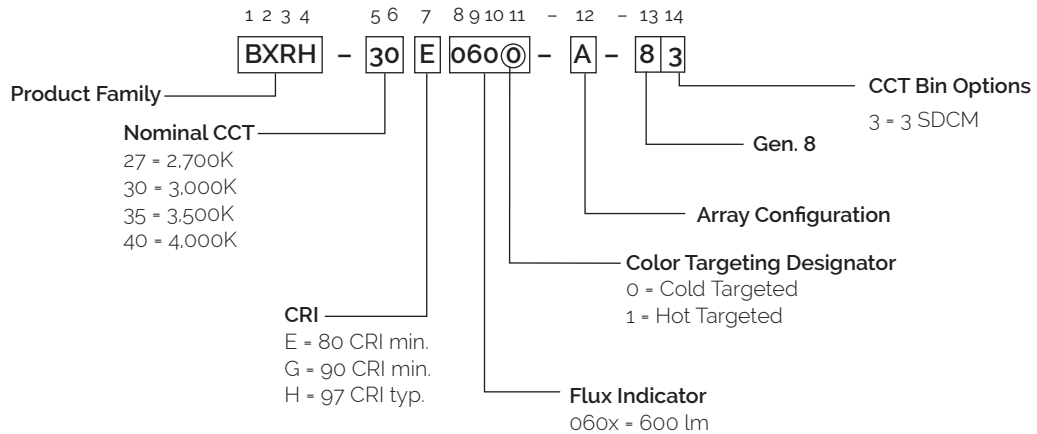 1 2 3 4 5 6 7 8 9 10 11 – 12 – 13 14
BXRH – 30 E 0600 – A – 8 3
Product Family
CCT Bin Options
3 = 3 SDCM
Nominal CCT
27 = 2,700K
30 = 3,000K
35 = 3,500K
40 = 4,000K
Gen. 8
Array Configuration
Color Targeting Designator
0 = Cold Targeted
1 = Hot Targeted
CRI
E = 80 CRI min.
G = 90 CRI min.
H = 97 CRI typ.
Flux Indicator
060x = 600 lm